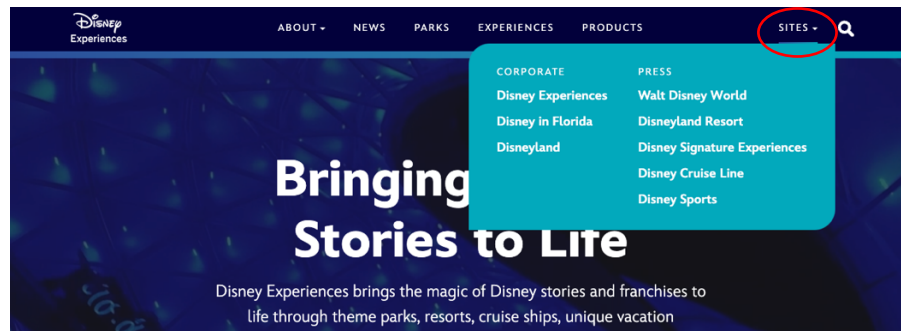 Disney
Experiences
ABOUT NEWS PARKS EXPERIENCES PRODUCTS SITES
CORPORATE
Disney Experiences
Disney in Florida
Disneyland
PRESS
Walt Disney World
Disneyland Resort
Disney Signature Experiences
Disney Cruise Line
Disney Sports
Bringing
Stories to Life
Disney Experiences brings the magic of Disney stories and franchises to
life through theme parks, resorts, cruise ships, unique vacation